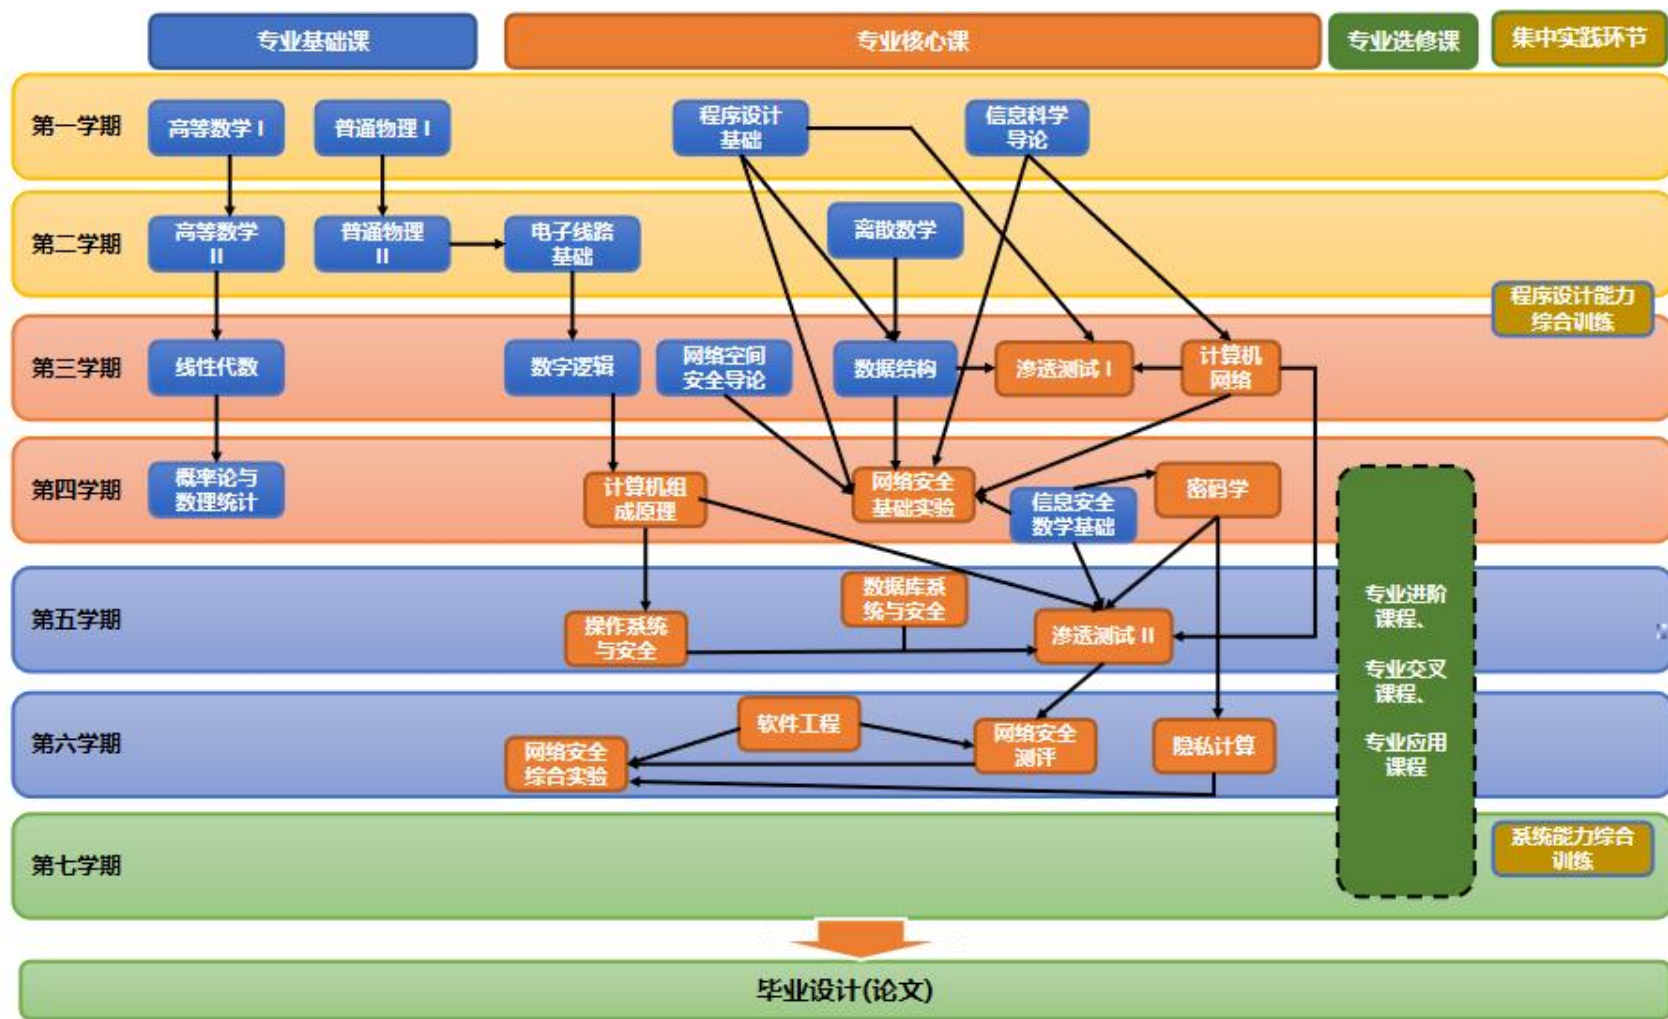 专业基础课
专业核心课
专业选修课
集中实践环节
第一学期
高等数学 I
普通物理 I
程序设计
基础
信息科学
导论
第二学期
高等数学
II
普通物理
II
电子线路
基础
离散数学
程序设计能力
综合训练
第三学期
线性代数
数字逻辑
网络空间
安全导论
数据结构
渗透测试 I
计算机
网络
第四学期
概率论与
数理统计
计算机组
成原理
网络安全
基础实验
信息安全
数学基础
密码学
第五学期
操作系统
与安全
数据库系
统与安全
渗透测试 II
专业进阶
课程、
专业交叉
课程、
专业应用
课程
第六学期
网络安全
综合实验
软件工程
网络安全
测评
隐私计算
第七学期
系统能力综合
训练
毕业设计(论文)